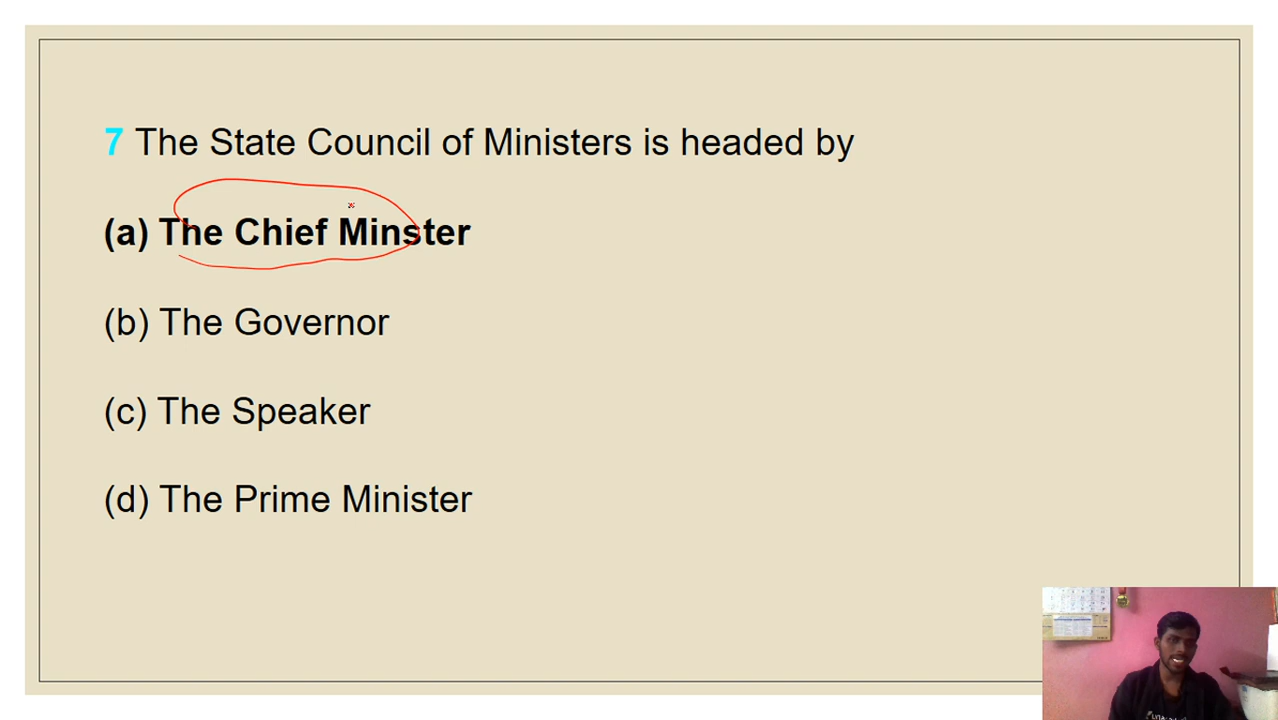 7 The State Council of Ministers is headed by
(a) The Chief Minster
(b) The Governor
(c) The Speaker
(d) The Prime Minister